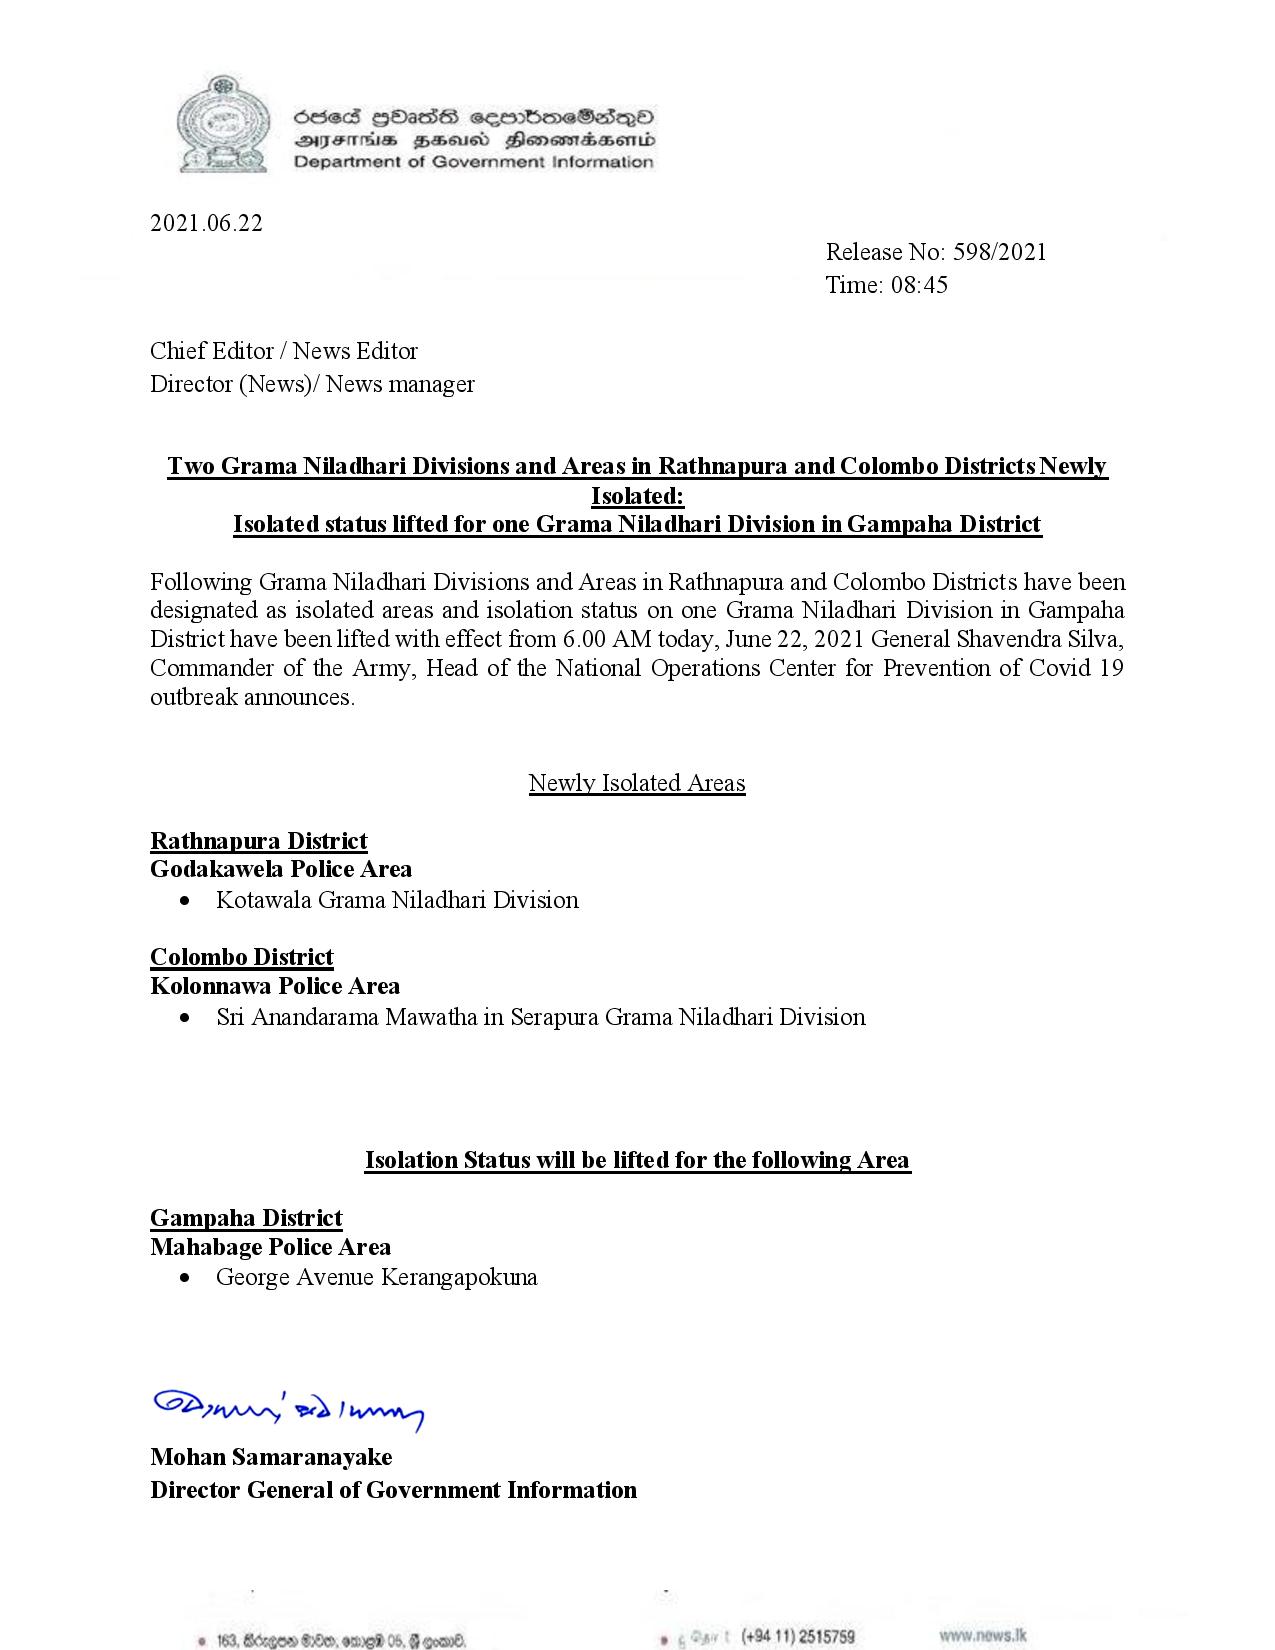 රජයේ ප්‍රවෘත්ති දෙපාර්තමේන්තුව
அரசாங்க தகவல் திணைக்களம்
Department of Government Information
2021.06.22
Release No: 598/2021
Time: 08:45
Chief Editor / News Editor
Director (News)/ News manager
Two Grama Niladhari Divisions and Areas in Rathnapura and Colombo Districts Newly
Isolated:
Isolated status lifted for one Grama Niladhari Division in Gampaha District
Following Grama Niladhari Divisions and Areas in Rathnapura and Colombo Districts have been
designated as isolated areas and isolation status on one Grama Niladhari Division in Gampaha
District have been lifted with effect from 6.00 AM today, June 22, 2021 General Shavendra Silva,
Commander of the Army, Head of the National Operations Center for Prevention of Covid 19
outbreak announces.
Newly Isolated Areas
Rathnapura District
Godakawela Police Area
• Kotawala Grama Niladhari Division
Colombo District
Kolonnawa Police Area
• Sri Anandarama Mawatha in Serapura Grama Niladhari Division
Isolation Status will be lifted for the following Area
Gampaha District
Mahabage Police Area
• George Avenue Kerangapokuna
Mohan Samaranayake
Director General of Government Information
• 163, කිරුලපන මාවත, කොළඹ 05, ශ්‍රී ලංකාව.
• (+94 11) 2515759
www.news.lk